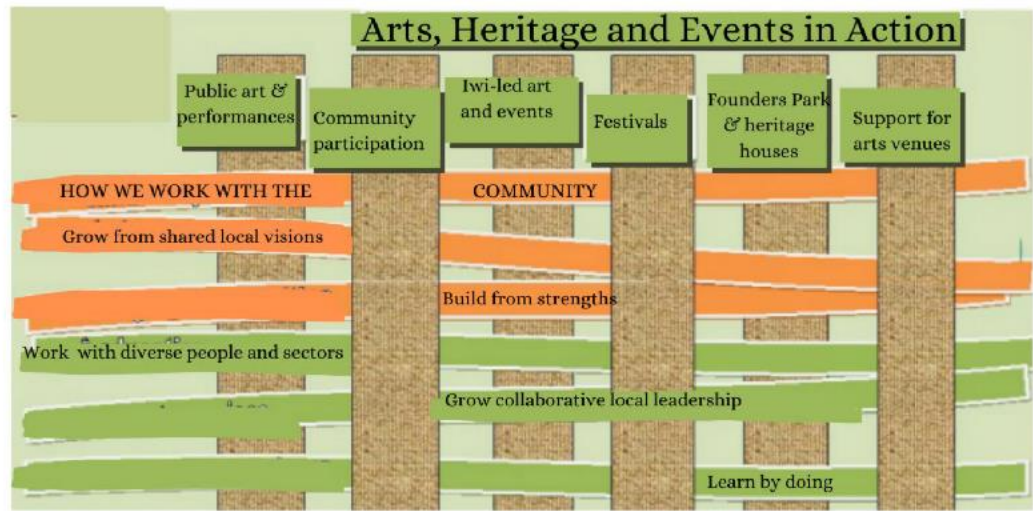 Arts, Heritage and Events in Action
Public art &
performances
Community
participation
Iwi-led art
and events
Festivals
Founders Park
& heritage
houses
Support for
arts venues
HOW WE WORK WITH THE COMMUNITY
Grow from shared local visions
Build from strengths
Work with diverse people and sectors
Grow collaborative local leadership
Learn by doing